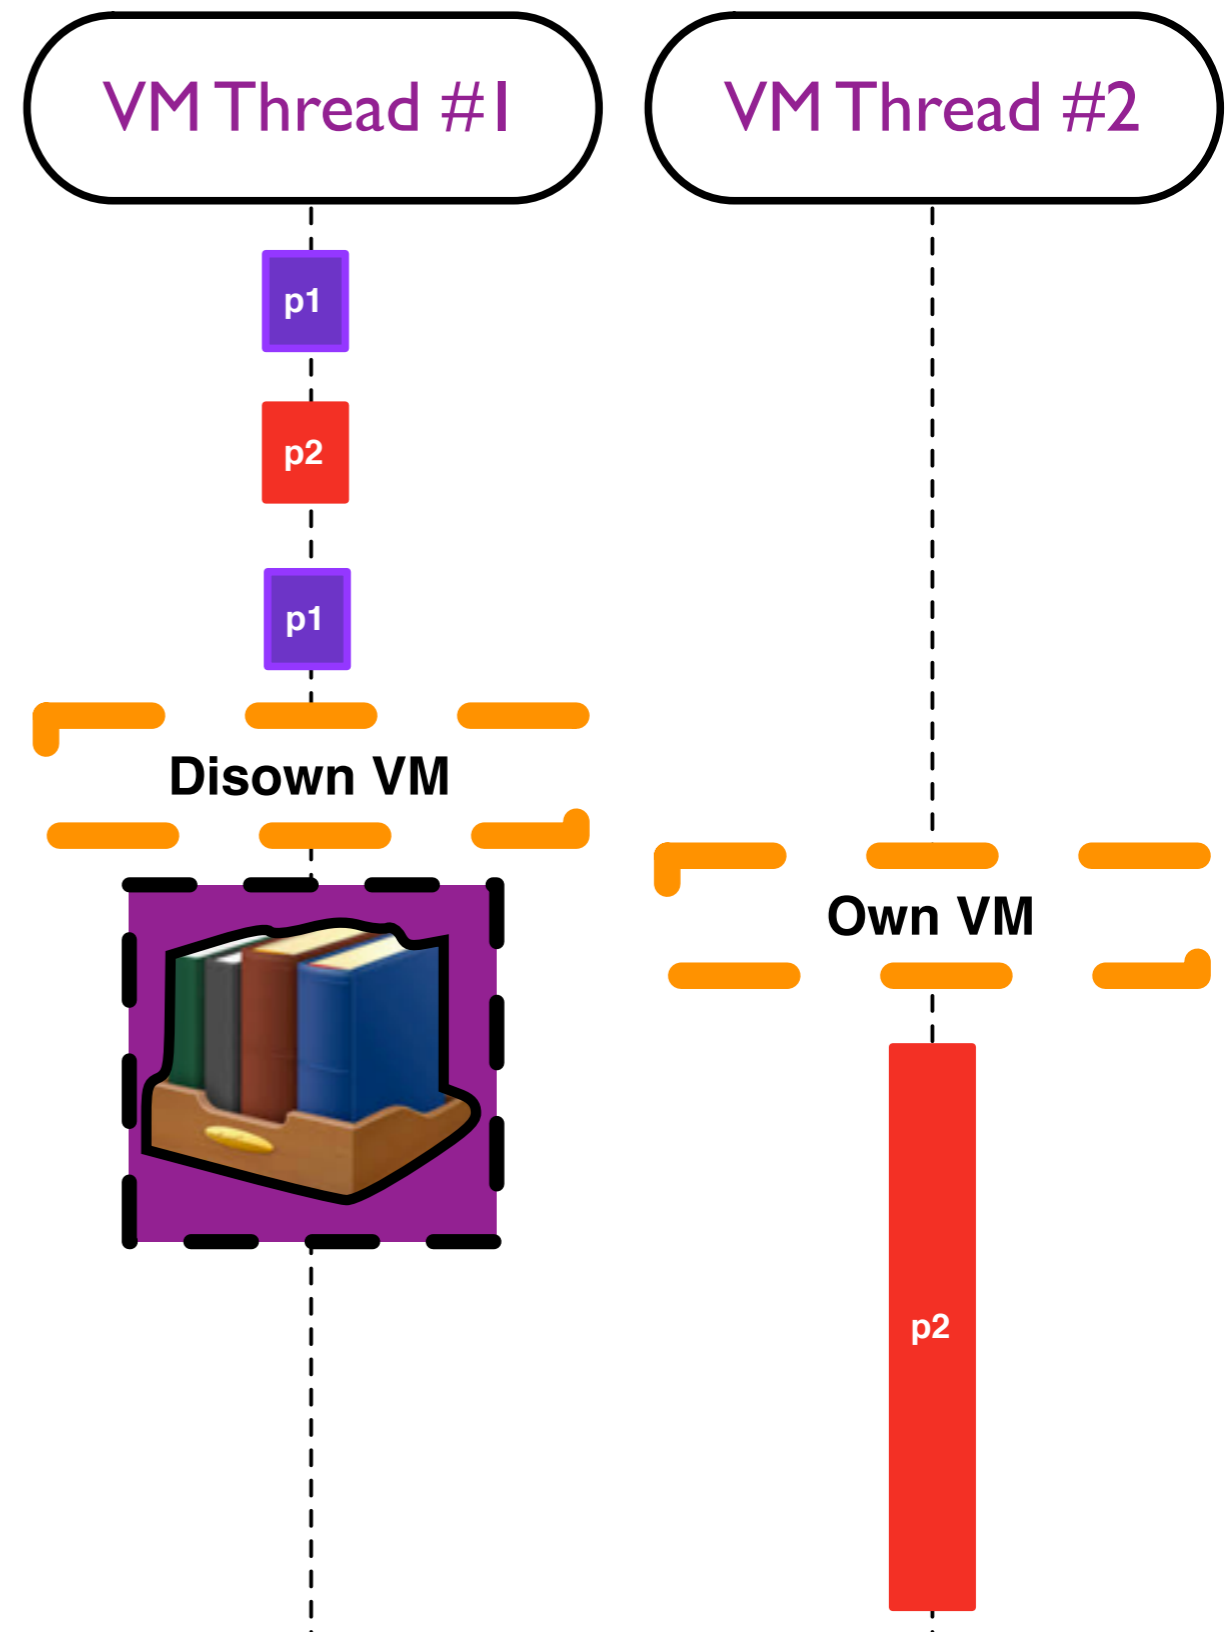 VM Thread #1
VM Thread #2
p1
p2
p1
Disown VM
Own VM
p2